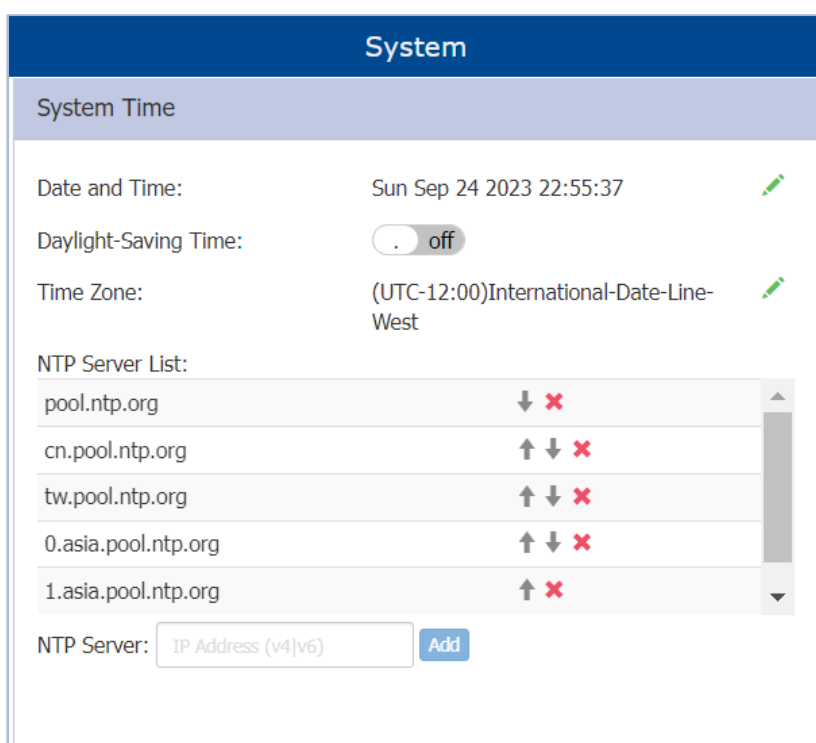 System
System Time
Date and Time: Sun Sep 24 2023 22:55:37
Daylight-Saving Time: . off
Time Zone: (UTC-12:00)International-Date-Line-
West
NTP Server List:
pool.ntp.org
cn.pool.ntp.org
tw.pool.ntp.org
0.asia.pool.ntp.org
1.asia.pool.ntp.org
NTP Server: IP Address (v4|v6) Add